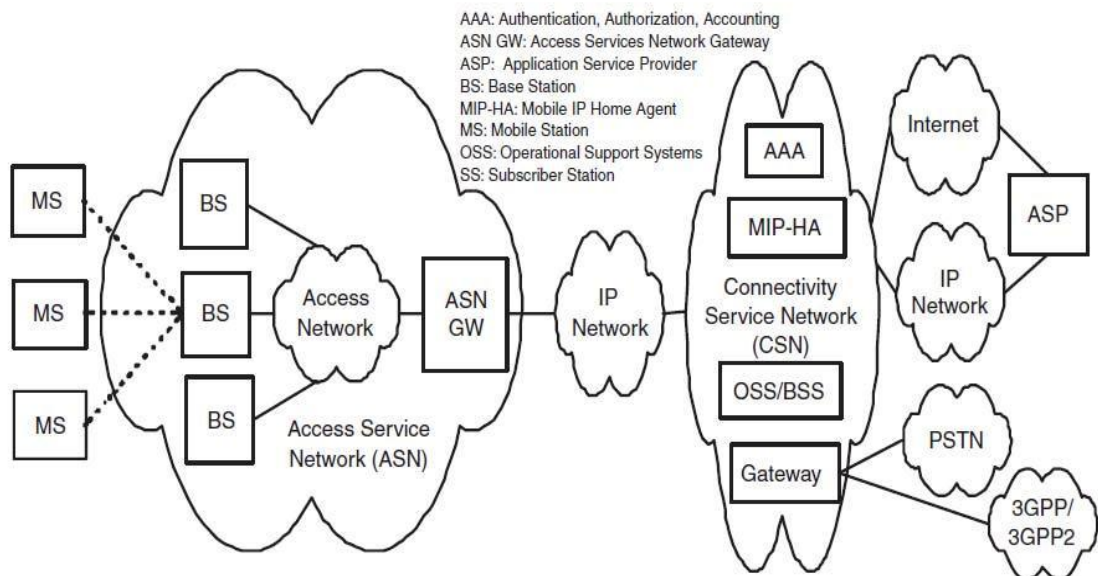 AAA: Authentication, Authorization, Accounting
ASN GW: Access Services Network Gateway
ASP: Application Service Provider
BS: Base Station
MIP-HA: Mobile IP Home Agent
MS: Mobile Station
OSS: Operational Support Systems
SS: Subscriber Station
MS
MS
MS
BS
BS
BS
Access
Network
ASN
GW
Access Service
Network (ASN)
IP
Network
AAA
MIP-HA
Connectivity
Service Network
(CSN)
OSS/BSS
Gateway
Internet
IP
Network
ASP
PSTN
3GPP/
3GPP2